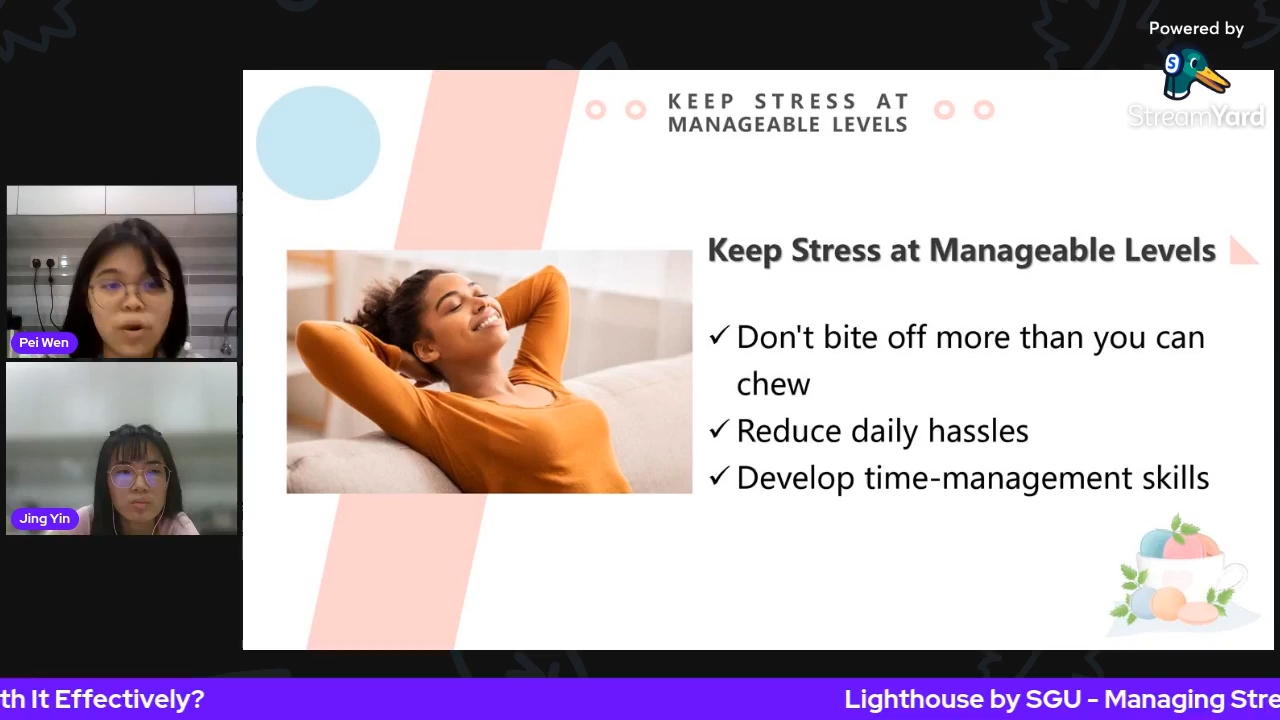 Powered by
StreamYard
KEEP STRESS AT
MANAGEABLE LEVELS
Keep Stress at Manageable Levels
✓ Don't bite off more than you can
chew
✓ Reduce daily hassles
✓ Develop time-management skills
Pei Wen
Jing Yin
th It Effectively?
Lighthouse by SGU - Managing Stre